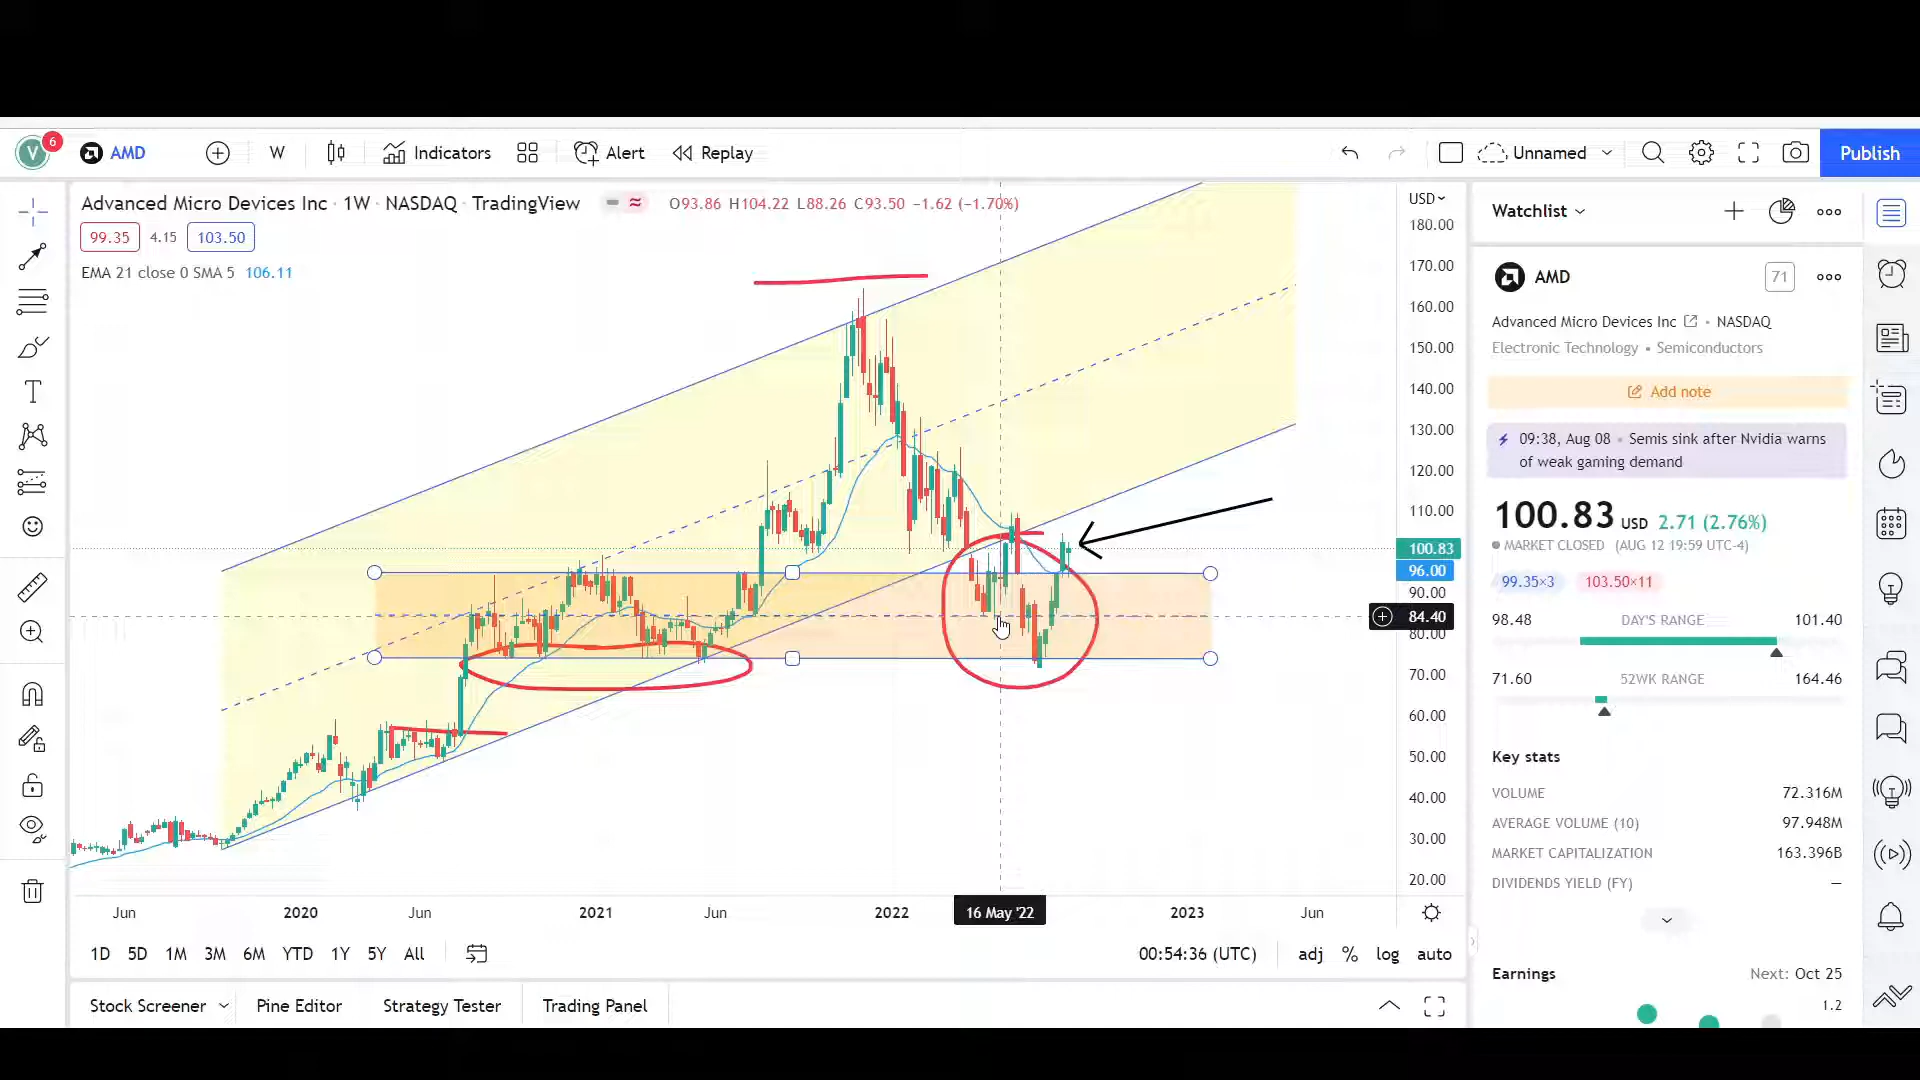 V 6 AMD W Indicators Alert Replay Unnamed Publish
Advanced Micro Devices Inc · 1W · NASDAQ · TradingView O93.86 H104.22 L88.26 C93.50 −1.62 (−1.70%)
99.35 4.15 103.50
EMA 21 close 0 SMA 5 106.11
USD
180.00
170.00
160.00
150.00
140.00
130.00
120.00
110.00
100.83
96.00
90.00
84.40
80.00
70.00
60.00
50.00
40.00
30.00
20.00
Jun 2020 Jun 2021 Jun 2022 16 May '22 2023 Jun
1D 5D 1M 3M 6M YTD 1Y 5Y All 00:54:36 (UTC) adj % log auto
Stock Screener Pine Editor Strategy Tester Trading Panel
Watchlist
AMD 71
Advanced Micro Devices Inc • NASDAQ
Electronic Technology • Semiconductors
Add note
09:38, Aug 08 • Semis sink after Nvidia warns
of weak gaming demand
100.83 USD 2.71 (2.76%)
MARKET CLOSED (AUG 12 19:59 UTC-4)
99.35×3 103.50×11
98.48 DAY'S RANGE 101.40
71.60 52WK RANGE 164.46
Key stats
VOLUME 72.316M
AVERAGE VOLUME (10) 97.948M
MARKET CAPITALIZATION 163.396B
DIVIDENDS YIELD (FY) —
Earnings Next: Oct 25
1.2